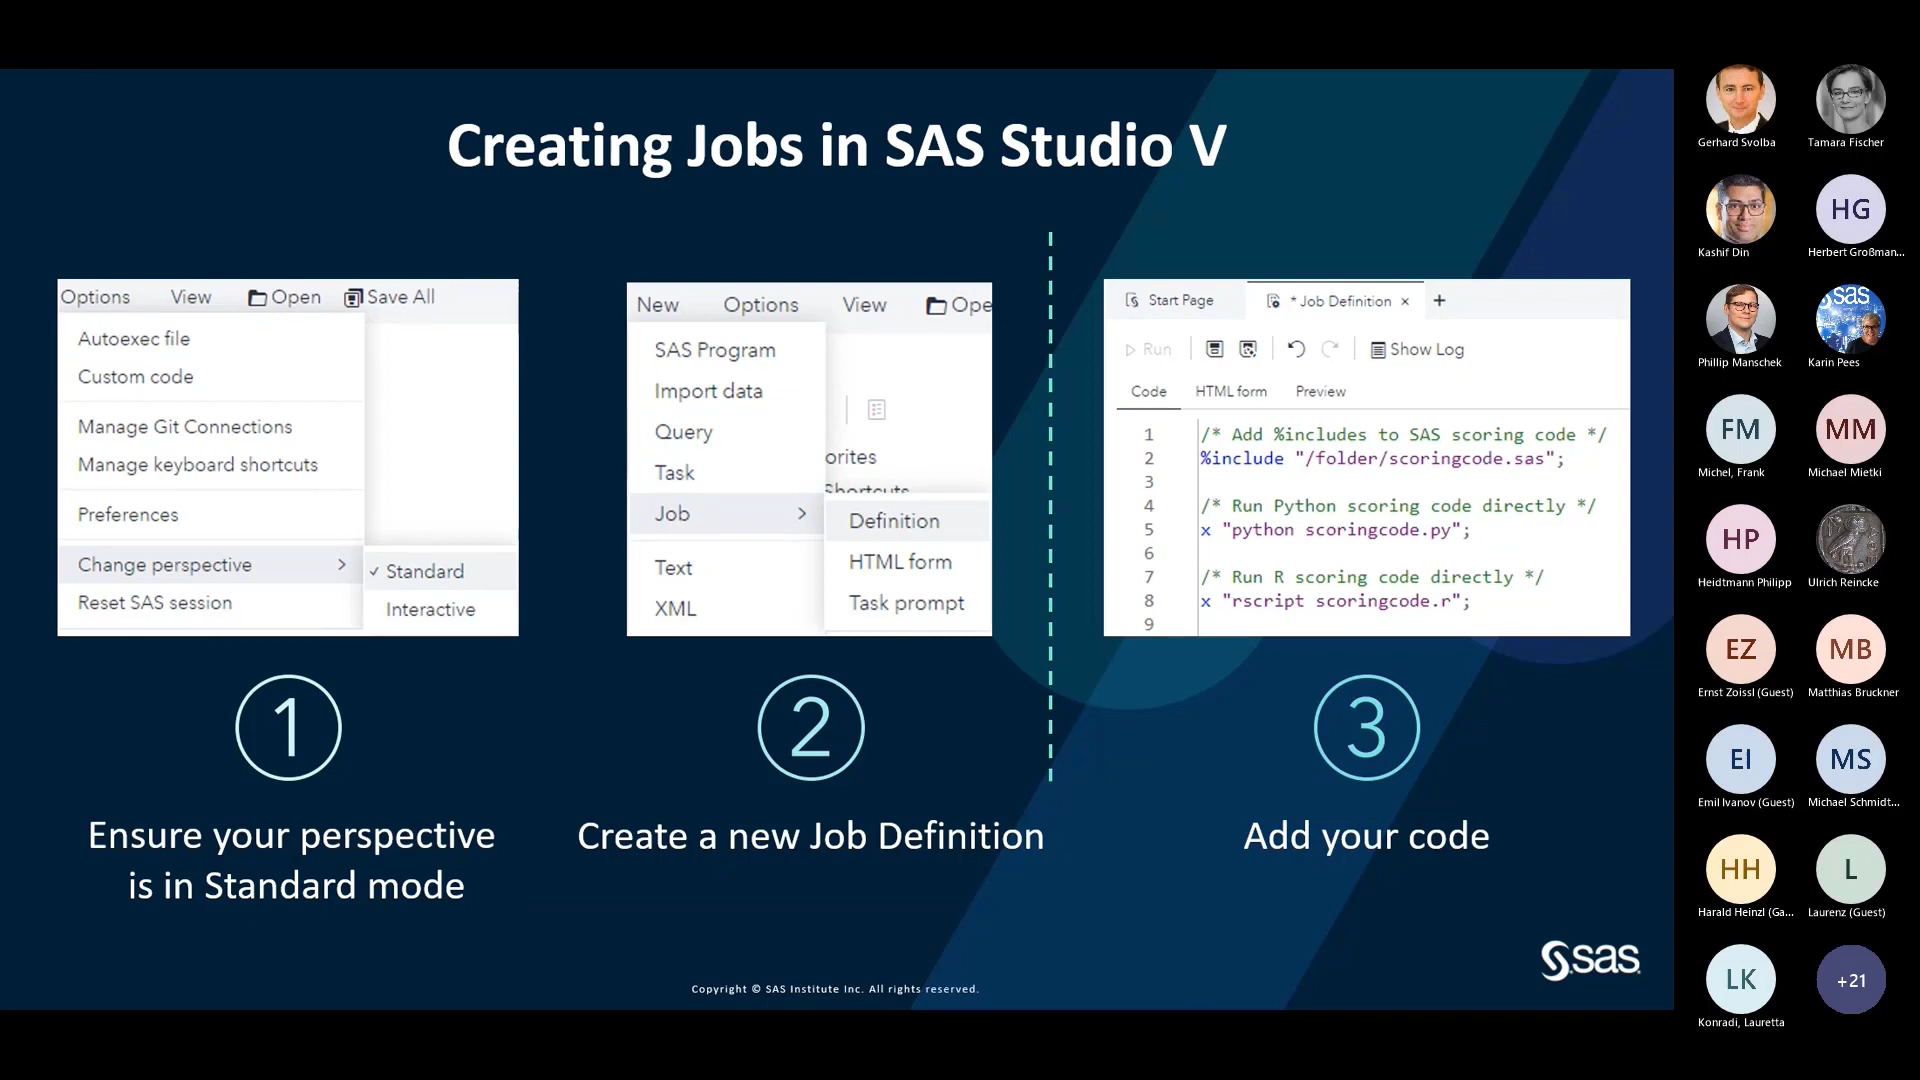 Creating Jobs in SAS Studio V
Options View Open Save All
Autoexec file
Custom code
Manage Git Connections
Manage keyboard shortcuts
Preferences
Change perspective >
✓ Standard
Reset SAS session
Interactive
1
Ensure your perspective
is in Standard mode
New Options View Ope
SAS Program
Import data
Query
orites
Task
Shortcuts
Job >
Definition
HTML form
Text
Task prompt
XML
2
Create a new Job Definition
Start Page * Job Definition × +
Run Show Log
Code HTML form Preview
1 /* Add %includes to SAS scoring code */
2 %include "/folder/scoringcode.sas";
3
4 /* Run Python scoring code directly */
5 x "python scoringcode.py";
6
7 /* Run R scoring code directly */
8 x "rscript scoringcode.r";
9
3
Add your code
sas
Copyright © SAS Institute Inc. All rights reserved.
Gerhard Svolba
Tamara Fischer
Kashif Din
HG
Herbert Großman...
Phillip Manschek
sas
Karin Pees
FM
Michel, Frank
MM
Michael Mietki
HP
Heidtmann Philipp
Ulrich Reincke
EZ
Ernst Zoissl (Guest)
MB
Matthias Bruckner
EI
Emil Ivanov (Guest)
MS
Michael Schmidt...
HH
Harald Heinzl (Ga...
L
Laurenz (Guest)
LK
Konradi, Lauretta
+21